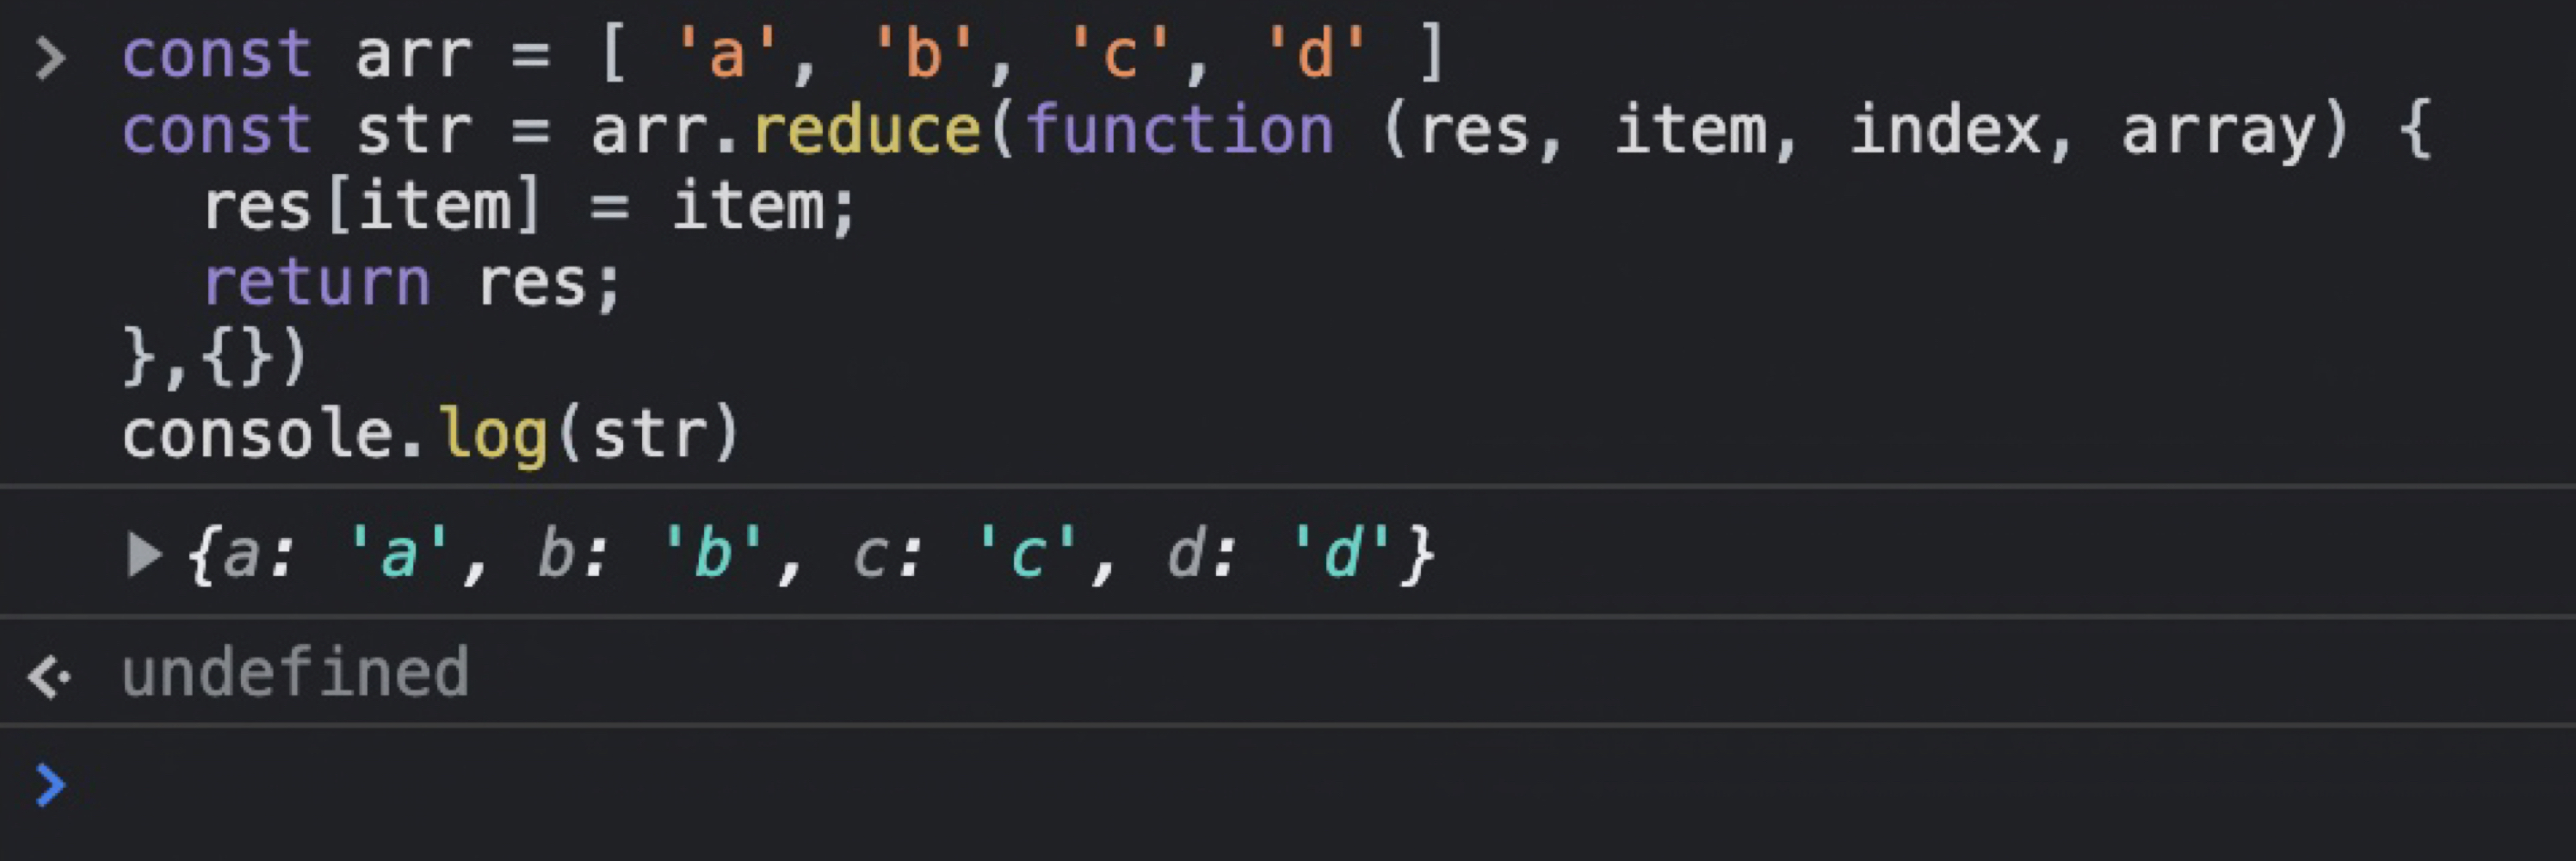 const arr = [ 'a', 'b', 'c', 'd' ]
const str = arr.reduce(function (res, item, index, array) {
  res[item] = item;
  return res;
},{})
console.log(str)
{a: 'a', b: 'b', c: 'c', d: 'd'}
undefined